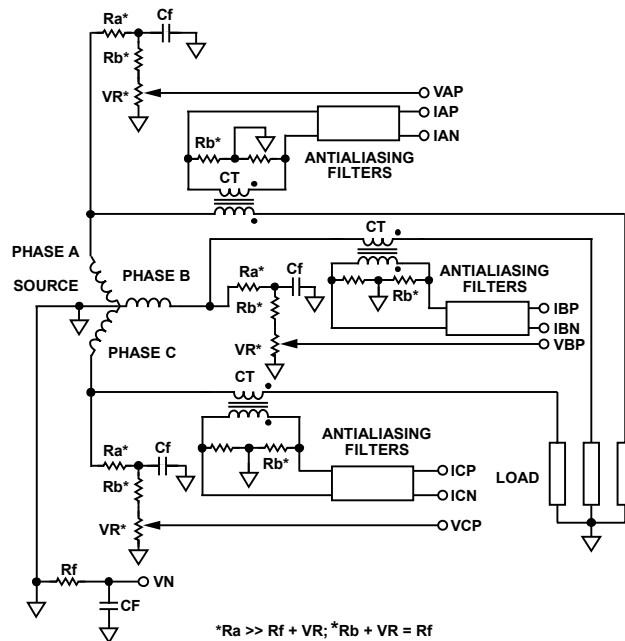 Ra*
Cf
Rb*
VR*
VAP
IAP
IAN
Rb*
ANTIALIASING
FILTERS
CT
PHASE A
SOURCE
PHASE B
PHASE C
Ra*
Cf
Rb*
VR*
CT
ANTIALIASING
FILTERS
Rb*
IBP
IBN
VBP
CT
Ra*
Cf
Rb*
VR*
Rb*
ANTIALIASING
FILTERS
ICP
ICN
VCP
LOAD
Rf
VN
CF
*Ra >> Rf + VR; *Rb + VR = Rf